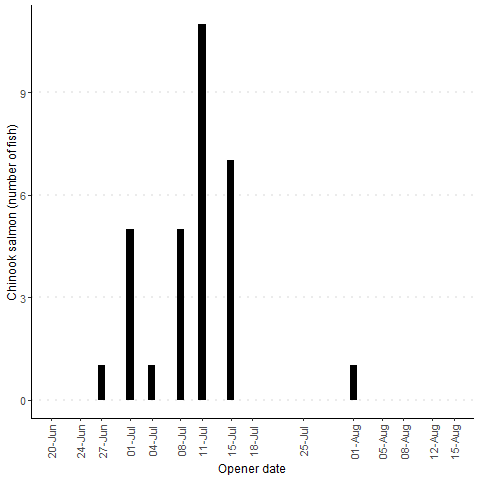 Chinook salmon (number of fish)
9
6
3
0
20-Jun
24-Jun
27-Jun
01-Jul
04-Jul
08-Jul
11-Jul
15-Jul
18-Jul
25-Jul
01-Aug
05-Aug
08-Aug
12-Aug
15-Aug
Opener date